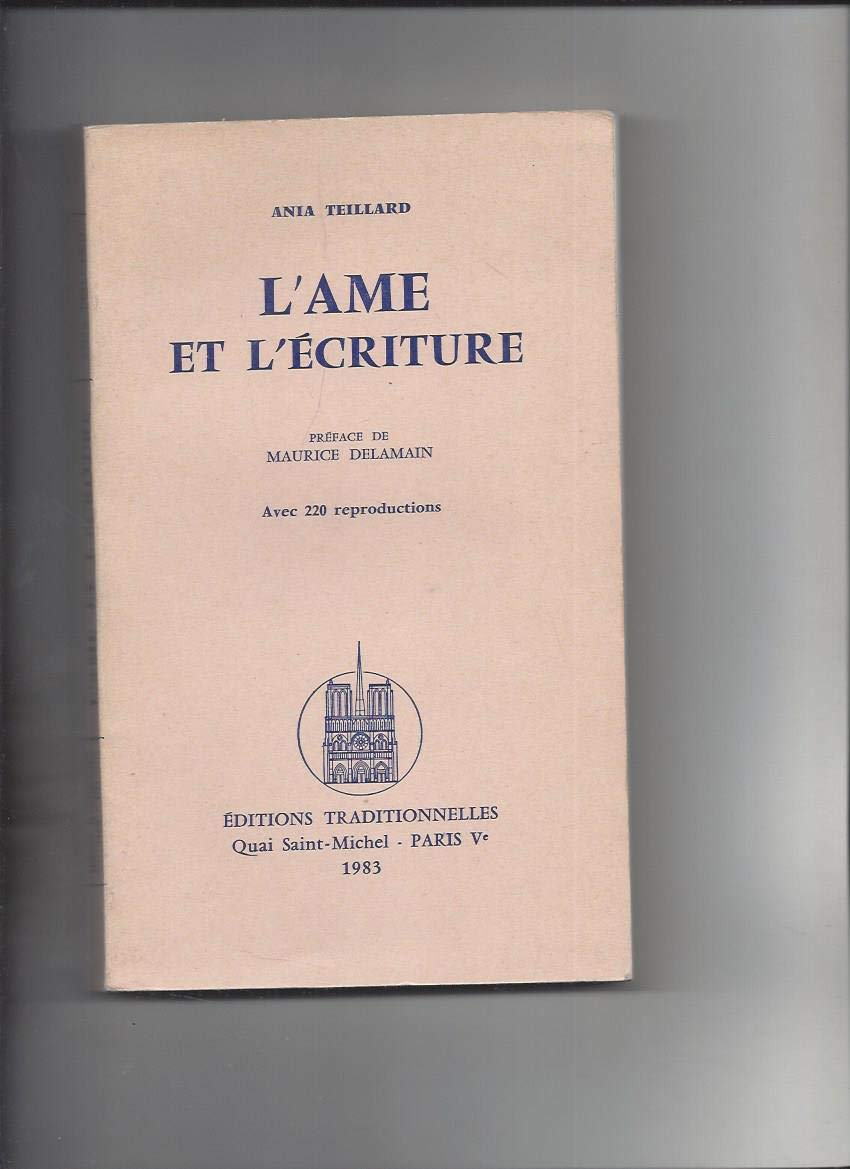 ANIA TEILLARD
L'AME
ET L'ÉCRITURE
PRÉFACE DE
MAURICE DELAMAIN
Avec 220 reproductions
ÉDITIONS TRADITIONNELLES
Quai Saint-Michel - PARIS Ve
1983